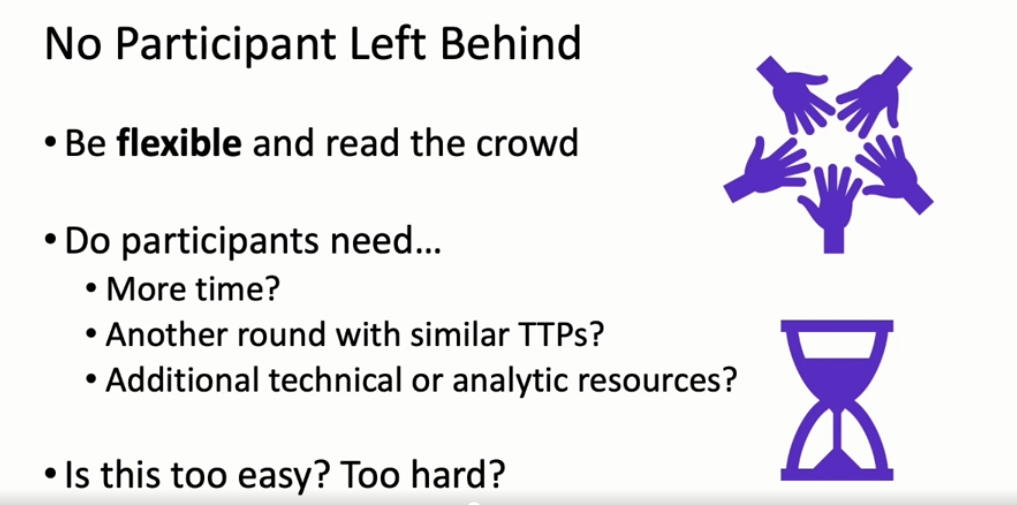 No Participant Left Behind
• Be flexible and read the crowd
• Do participants need...
• More time?
• Another round with similar TTPs?
• Additional technical or analytic resources?
• Is this too easy? Too hard?